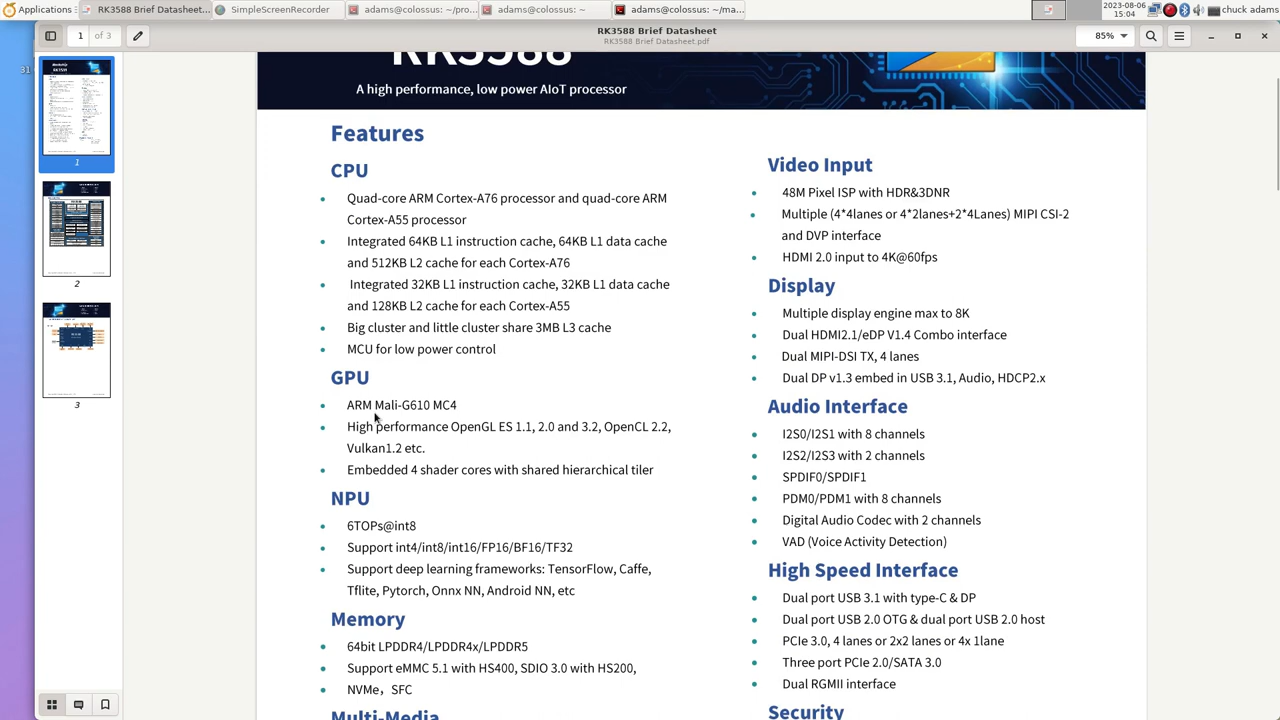 Applications
RK3588 Brief Datasheet...
SimpleScreenRecorder
adams@colossus: ~/pro...
adams@colossus: ~
adams@colossus: ~/ma...
2023-08-06
15:04
chuck adams
31
1 of 3
RK3588 Brief Datasheet
RK3588 Brief Datasheet.pdf
85%
1
2
3
RK3588
A high performance, low power AIoT processor
Features
CPU
Quad-core ARM Cortex-A76 processor and quad-core ARM
Cortex-A55 processor
Integrated 64KB L1 instruction cache, 64KB L1 data cache
and 512KB L2 cache for each Cortex-A76
Integrated 32KB L1 instruction cache, 32KB L1 data cache
and 128KB L2 cache for each Cortex-A55
Big cluster and little cluster share 3MB L3 cache
MCU for low power control
GPU
ARM Mali-G610 MC4
High performance OpenGL ES 1.1, 2.0 and 3.2, OpenCL 2.2,
Vulkan1.2 etc.
Embedded 4 shader cores with shared hierarchical tiler
NPU
6TOPs@int8
Support int4/int8/int16/FP16/BF16/TF32
Support deep learning frameworks: TensorFlow, Caffe,
Tflite, Pytorch, Onnx NN, Android NN, etc
Memory
64bit LPDDR4/LPDDR4x/LPDDR5
Support eMMC 5.1 with HS400, SDIO 3.0 with HS200,
NVMe，SFC
Multi-Media
Video Input
48M Pixel ISP with HDR&3DNR
Multiple (4*4lanes or 4*2lanes+2*4Lanes) MIPI CSI-2
and DVP interface
HDMI 2.0 input to 4K@60fps
Display
Multiple display engine max to 8K
Dual HDMI2.1/eDP V1.4 Combo interface
Dual MIPI-DSI TX, 4 lanes
Dual DP v1.3 embed in USB 3.1, Audio, HDCP2.x
Audio Interface
I2S0/I2S1 with 8 channels
I2S2/I2S3 with 2 channels
SPDIF0/SPDIF1
PDM0/PDM1 with 8 channels
Digital Audio Codec with 2 channels
VAD (Voice Activity Detection)
High Speed Interface
Dual port USB 3.1 with type-C & DP
Dual port USB 2.0 OTG & dual port USB 2.0 host
PCIe 3.0, 4 lanes or 2x2 lanes or 4x 1lane
Three port PCIe 2.0/SATA 3.0
Dual RGMII interface
Security